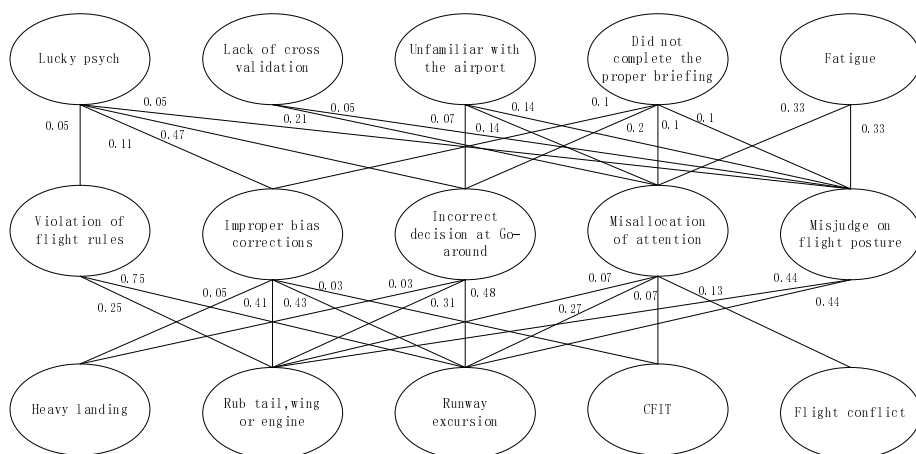 Lucky psych
Lack of cross
validation
Unfamiliar with
the airport
Did not
complete the
proper briefing
Fatigue
0.05
0.05
0.11
0.47
0.21
0.05
0.07
0.14
0.14
0.1
0.2
0.1
0.1
0.33
0.33
Violation of
flight rules
Improper bias
corrections
Incorrect
decision at Go-
around
Misallocation
of attention
Misjudge on
flight posture
0.75
0.25
0.05
0.41
0.43
0.03
0.03
0.31
0.48
0.07
0.27
0.07
0.13
0.44
0.44
Heavy landing
Rub tail,wing
or engine
Runway
excursion
CFIT
Flight conflict